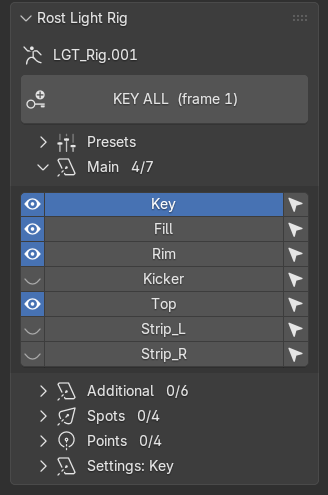 Rost Light Rig
LGT_Rig.001
KEY ALL (frame 1)
Presets
Main 4/7
Key
Fill
Rim
Kicker
Top
Strip_L
Strip_R
Additional 0/6
Spots 0/4
Points 0/4
Settings: Key